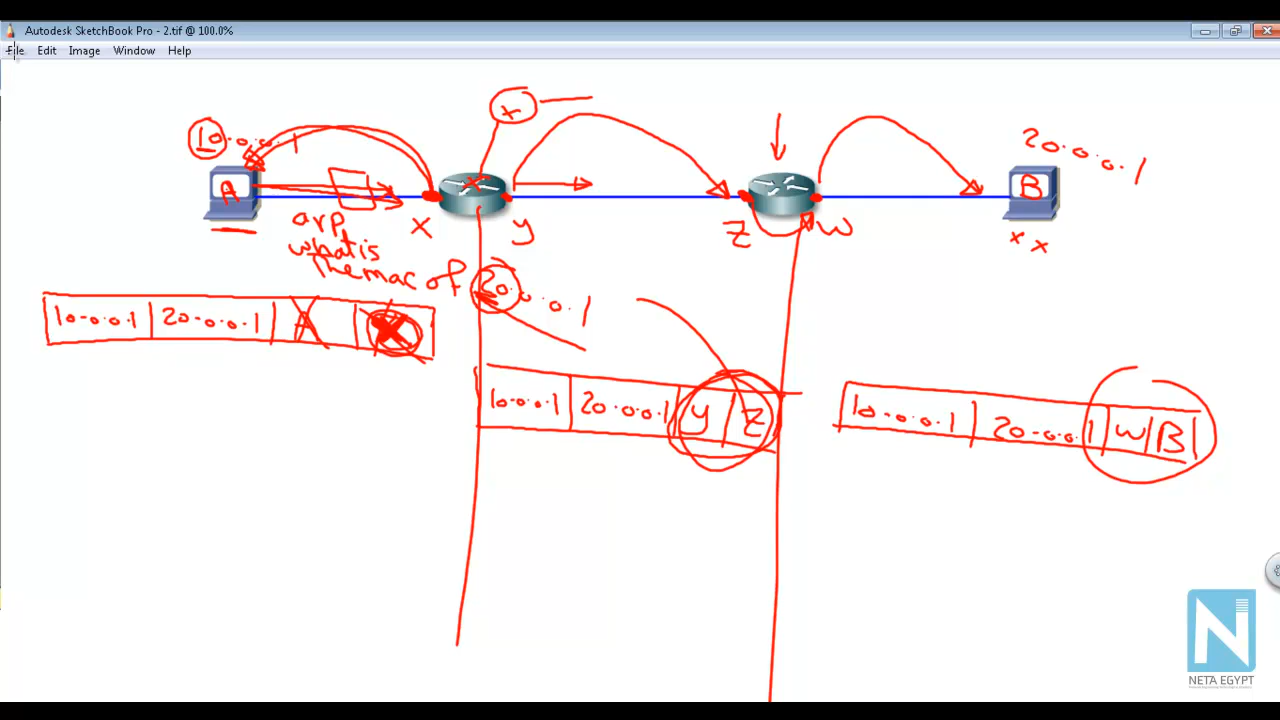 Autodesk SketchBook Pro - 2.tif @ 100.0%
File Edit Image Window Help
+
10.0.0.1
20.0.0.1
A
B
arp
x
y
z
w
x x
what is
the mac of 20.0.0.1
10.0.0.1 20.0.0.1 A
10.0.0.1 20.0.0.1 y z
10.0.0.1 20.0.0.1 w B
N
NETA EGYPT